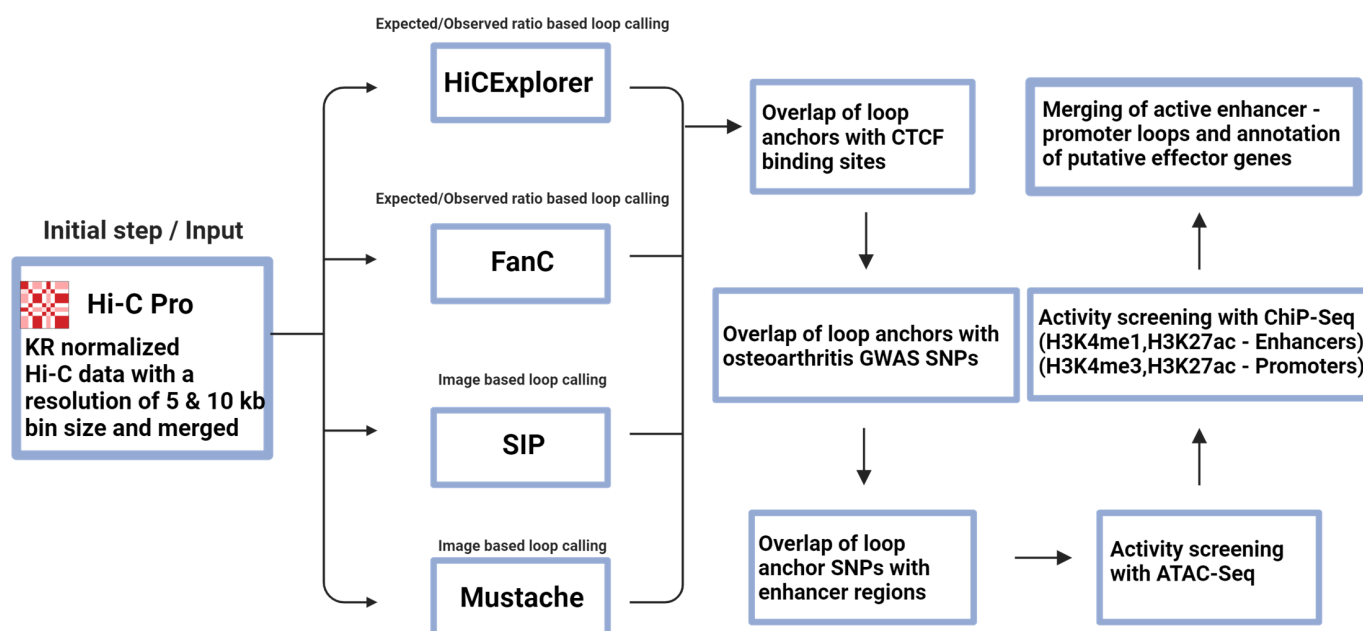 Initial step / Input
Hi-C Pro
KR normalized
Hi-C data with a
resolution of 5 & 10 kb
bin size and merged
Expected/Observed ratio based loop calling
HiCExplorer
Expected/Observed ratio based loop calling
FanC
Image based loop calling
SIP
Image based loop calling
Mustache
Overlap of loop
anchors with CTCF
binding sites
Overlap of loop anchors with
osteoarthritis GWAS SNPs
Overlap of loop
anchor SNPs with
enhancer regions
Activity screening
with ATAC-Seq
Activity screening with ChiP-Seq
(H3K4me1,H3K27ac - Enhancers)
(H3K4me3,H3K27ac - Promoters)
Merging of active enhancer -
promoter loops and annotation
of putative effector genes